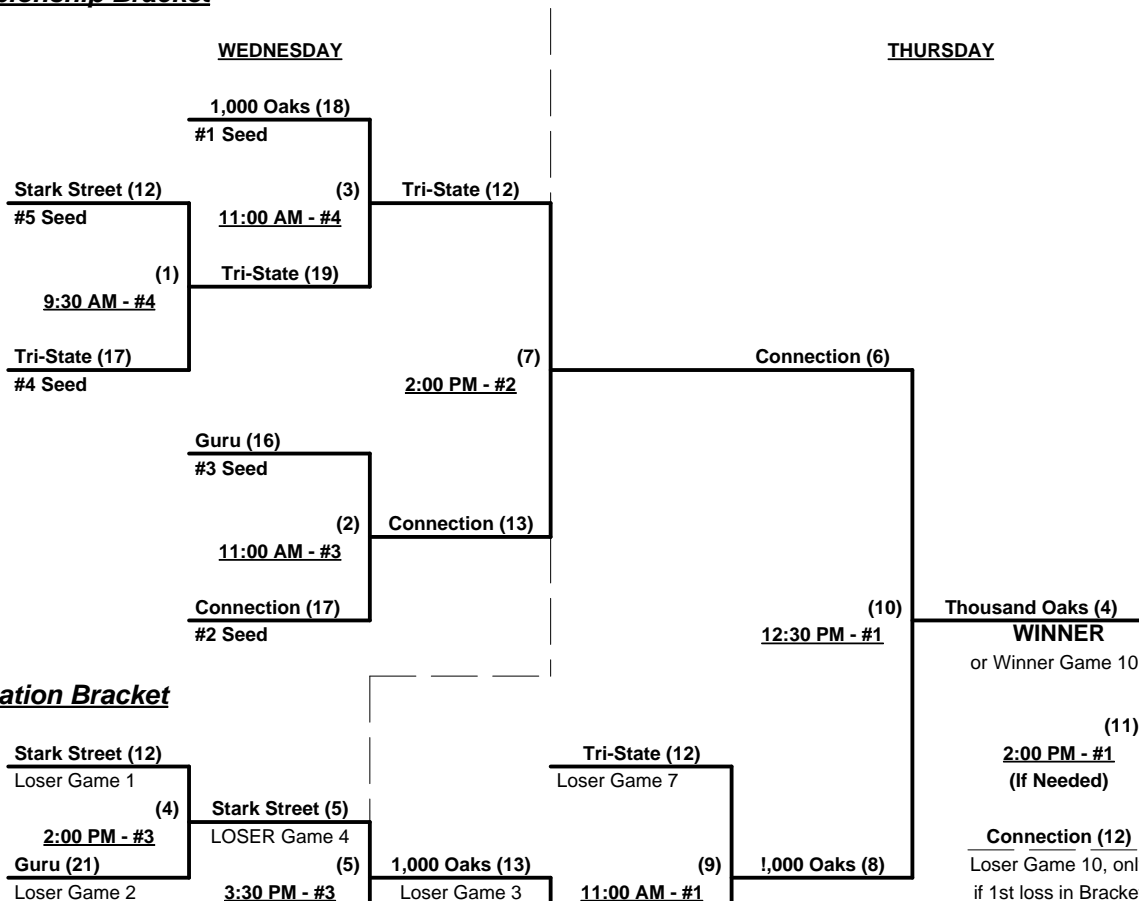 WEDNESDAY
THURSDAY
1,000 Oaks (18)
#1 Seed
Stark Street (12)
#5 Seed
(3)
11:00 AM - #4
Tri-State (12)
(1)
9:30 AM - #4
Tri-State (19)
Tri-State (17)
#4 Seed
(7)
2:00 PM - #2
Connection (6)
Guru (16)
#3 Seed
(2)
11:00 AM - #3
Connection (13)
Connection (17)
#2 Seed
(10)
12:30 PM - #1
Thousand Oaks (4)
WINNER
or Winner Game 10
ation Bracket
Stark Street (12)
Loser Game 1
(4)
2:00 PM - #3
Stark Street (5)
LOSER Game 4
Guru (21)
Loser Game 2
(5)
3:30 PM - #3
1,000 Oaks (13)
Loser Game 3
Tri-State (12)
Loser Game 7
(9)
11:00 AM - #1
!,000 Oaks (8)
(11)
2:00 PM - #1
(If Needed)
Connection (12)
Loser Game 10, onl
if 1st loss in Bracke